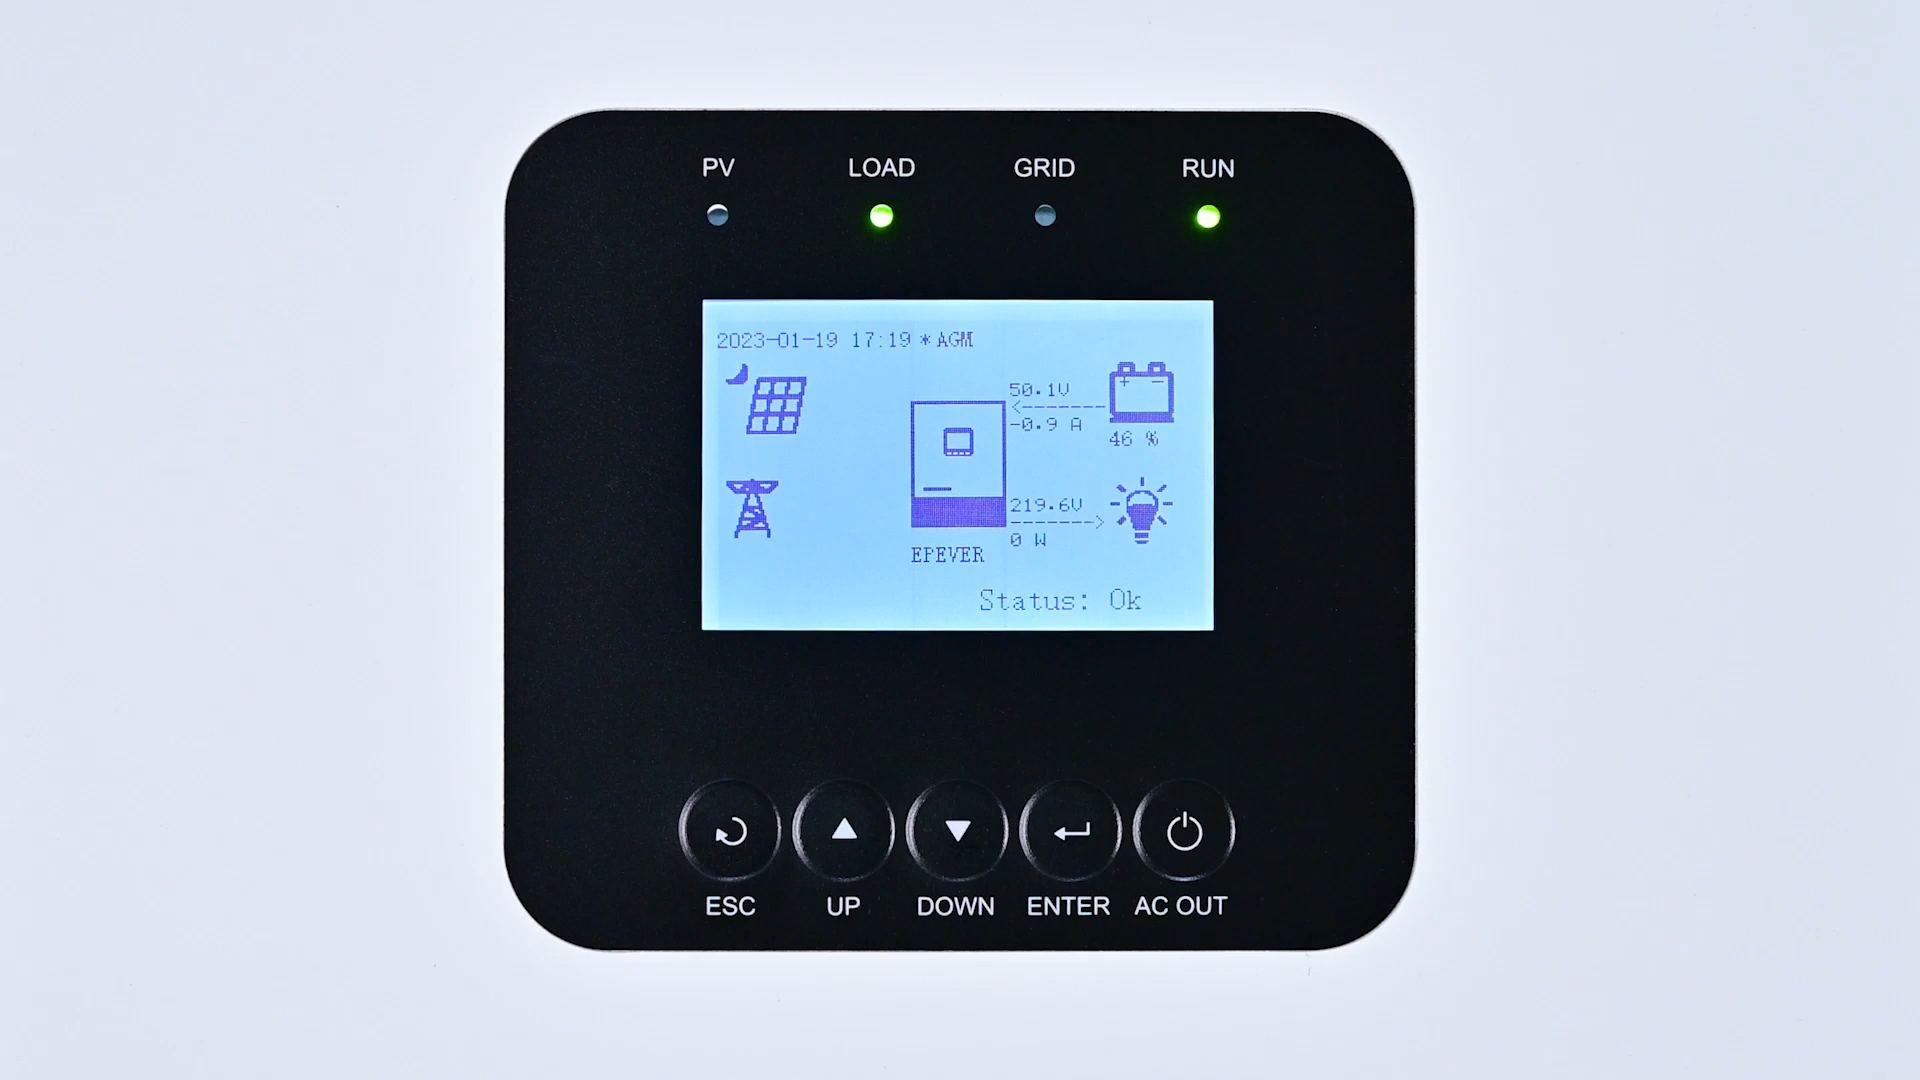 PV LOAD GRID RUN
2023-01-19 17:19 * AGM
50.1V
-0.9 A
46 %
219.6V
0 W
EPEVER
Status: Ok
ESC UP DOWN ENTER AC OUT